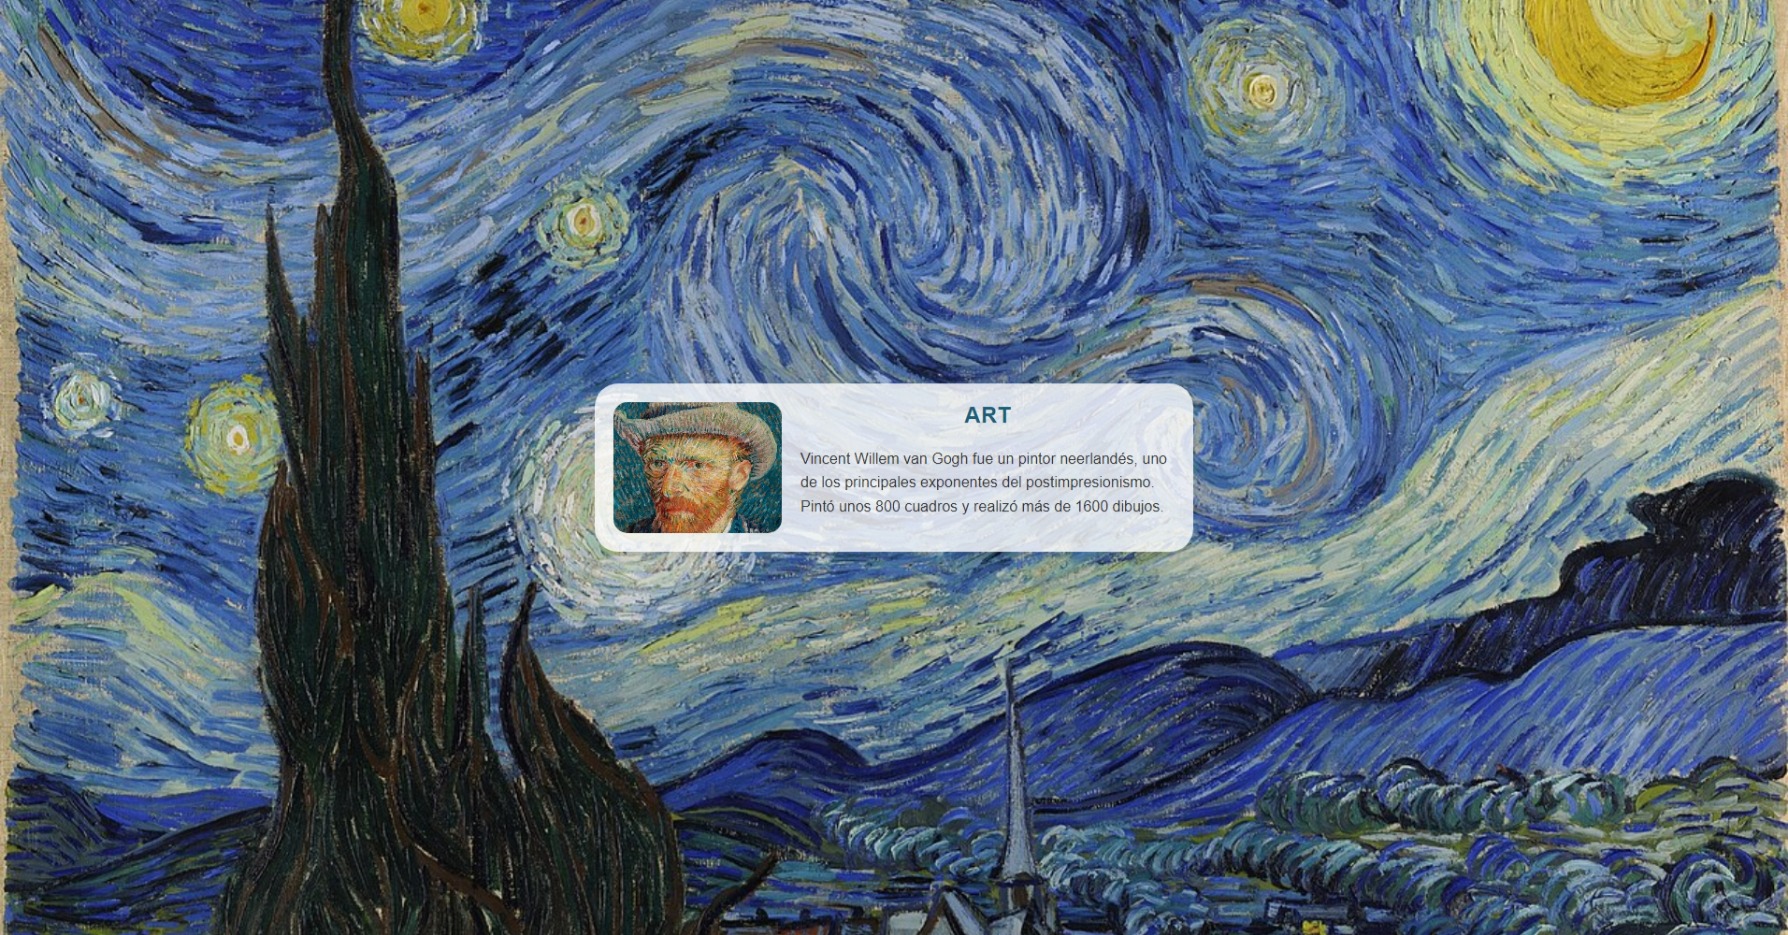 ART
Vincent Willem van Gogh fue un pintor neerlandés, uno
de los principales exponentes del postimpresionismo.
Pintó unos 800 cuadros y realizó más de 1600 dibujos.